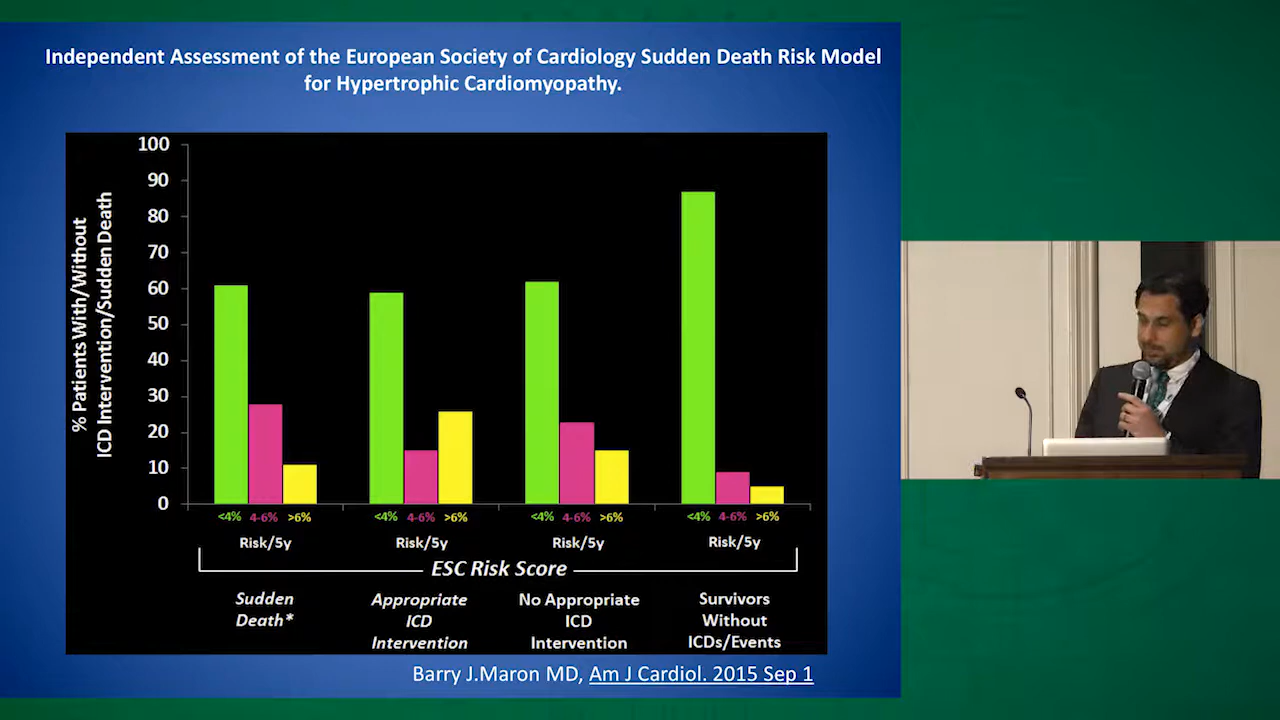 Independent Assessment of the European Society of Cardiology Sudden Death Risk Model
for Hypertrophic Cardiomyopathy.
% Patients With/Without
ICD Intervention/Sudden Death
100
90
80
70
60
50
40
30
20
10
0
<4% 4-6% >6% <4% 4-6% >6% <4% 4-6% >6% <4% 4-6% >6%
Risk/5y Risk/5y Risk/5y Risk/5y
ESC Risk Score
Sudden
Death*
Appropriate
ICD
Intervention
No Appropriate
ICD
Intervention
Survivors
Without
ICDs/Events
Barry J.Maron MD, Am J Cardiol. 2015 Sep 1